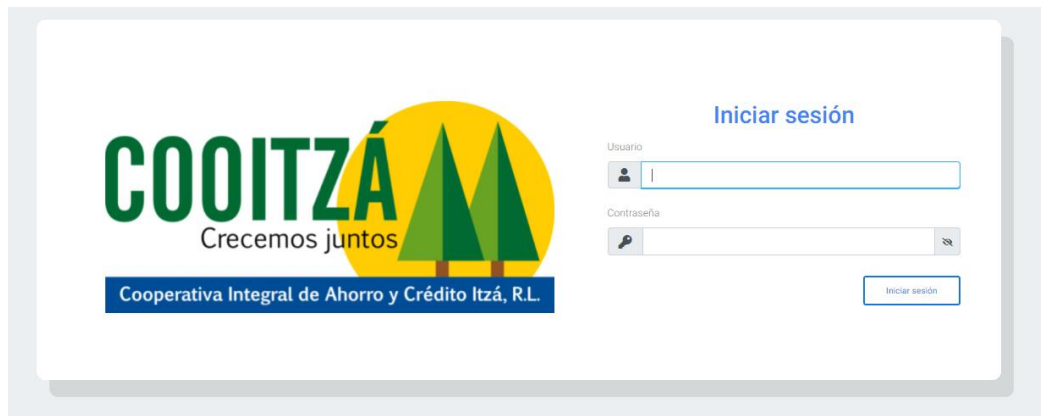 COOITZÁ
Crecemos juntos
Cooperativa Integral de Ahorro y Crédito Itzá, R.L.
Iniciar sesión
Usuario
Contraseña
Iniciar sesión